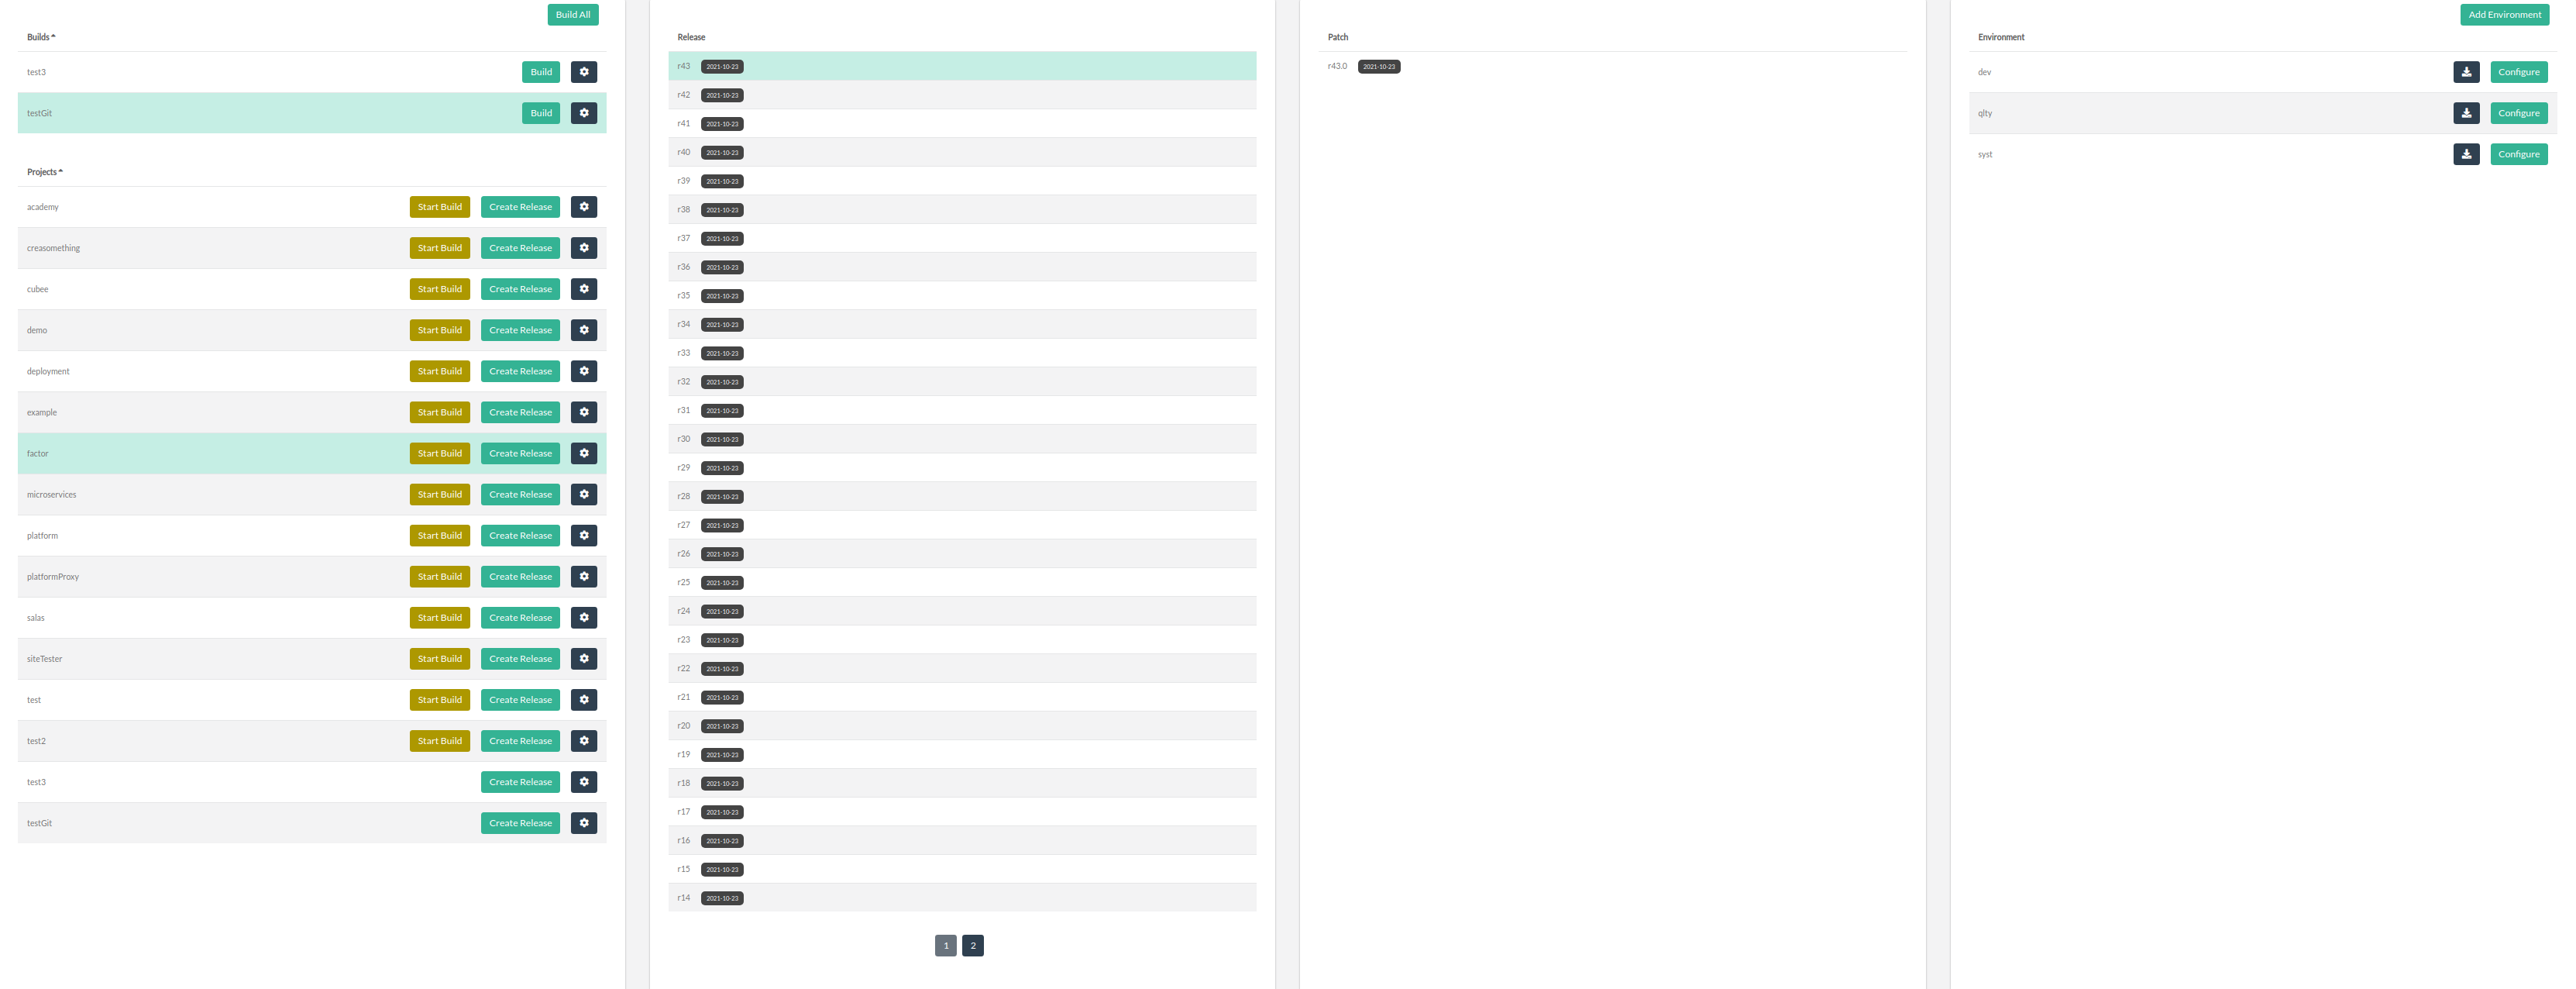 Build All
Builds
test3 Build
testGit Build
Projects
academy Start Build Create Release
creasomething Start Build Create Release
cubee Start Build Create Release
demo Start Build Create Release
deployment Start Build Create Release
example Start Build Create Release
factor Start Build Create Release
microservices Start Build Create Release
platform Start Build Create Release
platformProxy Start Build Create Release
salas Start Build Create Release
siteTester Start Build Create Release
test Start Build Create Release
test2 Start Build Create Release
test3 Create Release
testGit Create Release
Release
r43 2021-10-23
r42 2021-10-23
r41 2021-10-23
r40 2021-10-23
r39 2021-10-23
r38 2021-10-23
r37 2021-10-23
r36 2021-10-23
r35 2021-10-23
r34 2021-10-23
r33 2021-10-23
r32 2021-10-23
r31 2021-10-23
r30 2021-10-23
r29 2021-10-23
r28 2021-10-23
r27 2021-10-23
r26 2021-10-23
r25 2021-10-23
r24 2021-10-23
r23 2021-10-23
r22 2021-10-23
r21 2021-10-23
r20 2021-10-23
r19 2021-10-23
r18 2021-10-23
r17 2021-10-23
r16 2021-10-23
r15 2021-10-23
r14 2021-10-23
1 2
Patch
r43.0 2021-10-23
Add Environment
Environment
dev Configure
qlty Configure
syst Configure